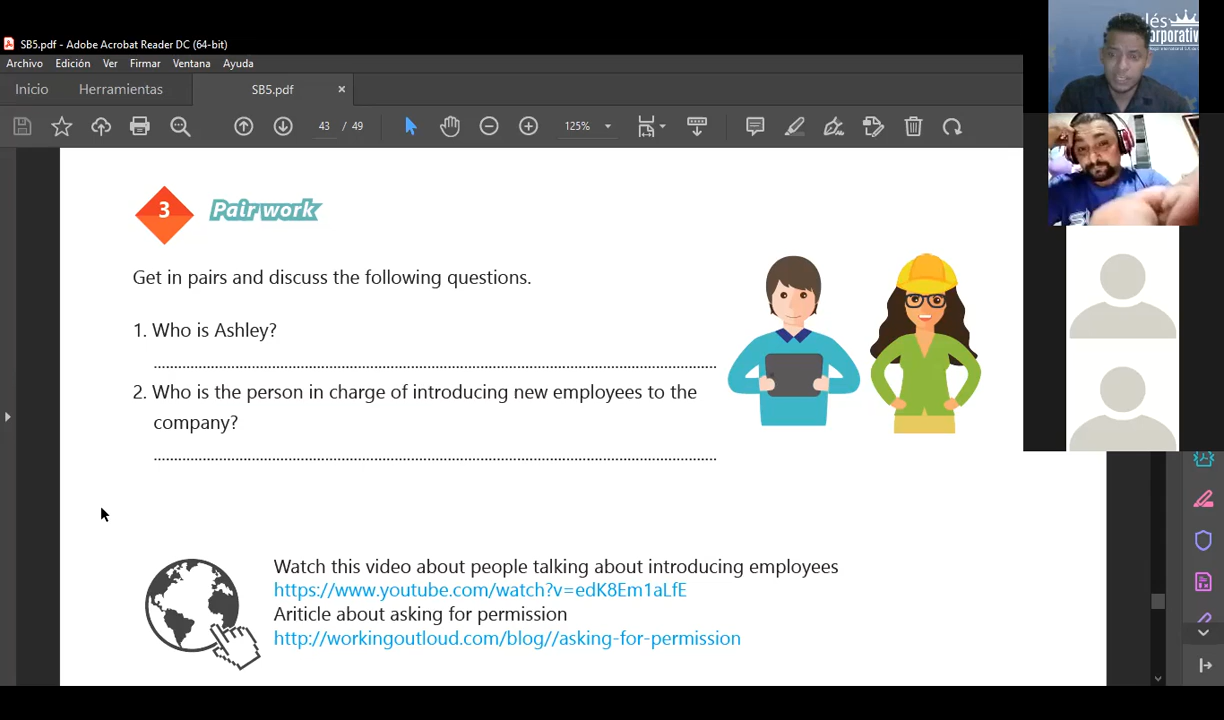 SB5.pdf - Adobe Acrobat Reader DC (64-bit)
Archivo Edición Ver Firmar Ventana Ayuda
Inicio Herramientas SB5.pdf ×
43 / 49 125%
3 Pair work
Get in pairs and discuss the following questions.
1. Who is Ashley?
2. Who is the person in charge of introducing new employees to the
company?
Watch this video about people talking about introducing employees
https://www.youtube.com/watch?v=edK8Em1aLfE
Ariticle about asking for permission
http://workingoutloud.com/blog//asking-for-permission